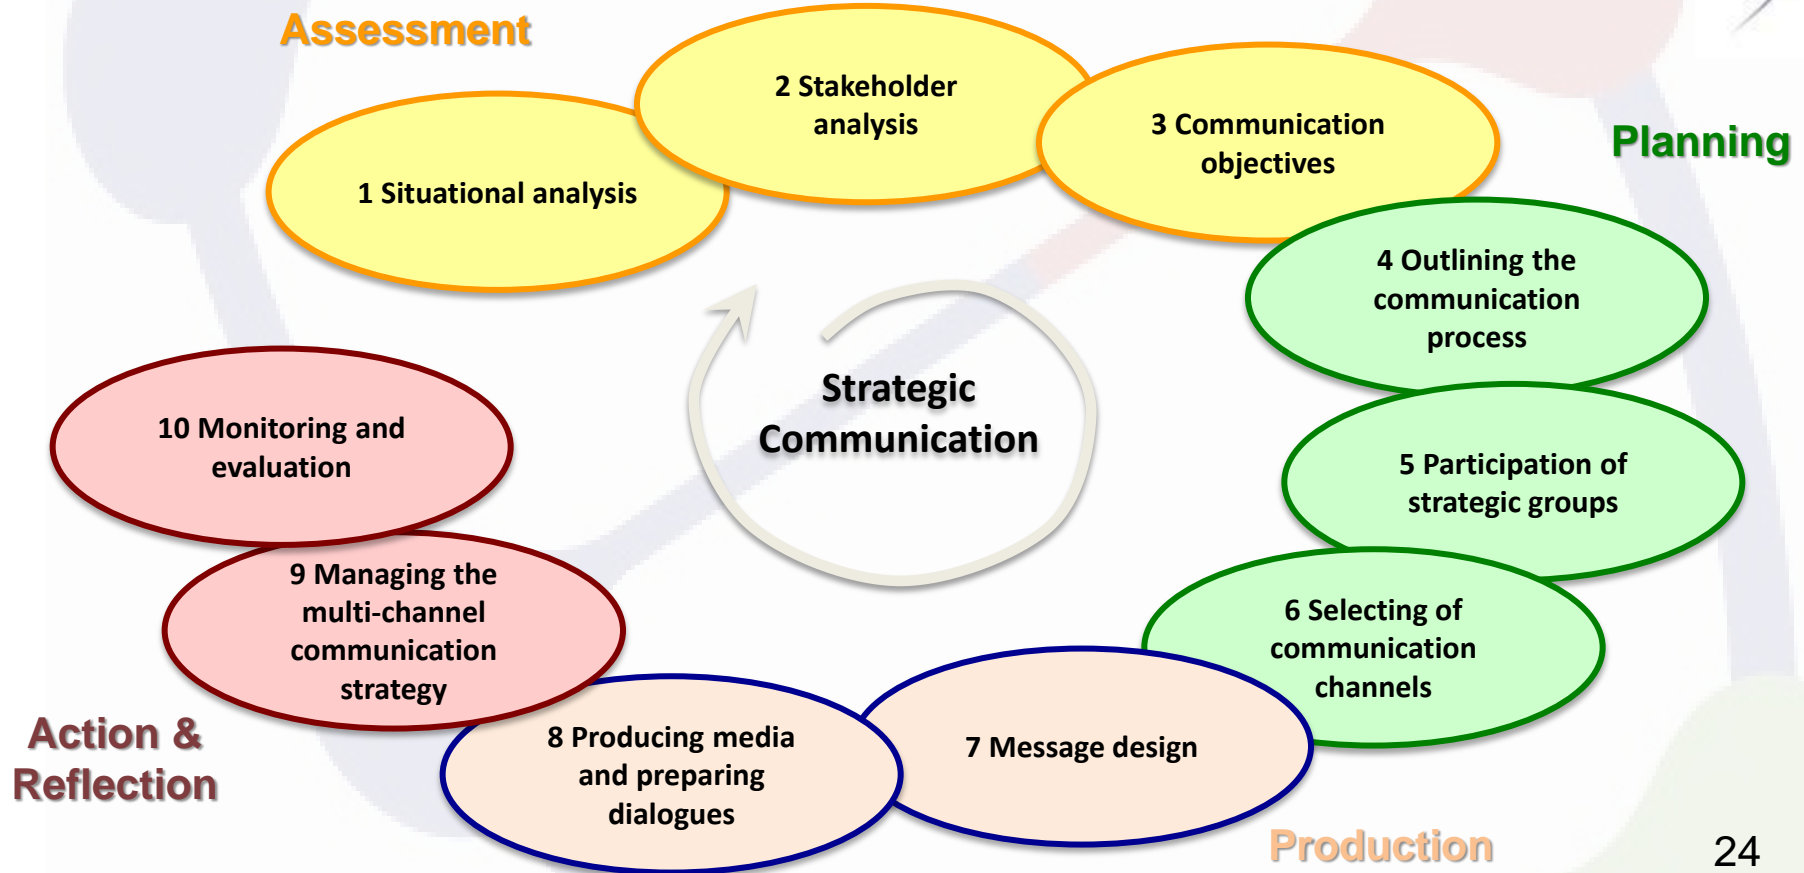 Assessment
1 Situational analysis
2 Stakeholder
analysis
3 Communication
objectives
Planning
4 Outlining the
communication
process
5 Participation of
strategic groups
6 Selecting of
communication
channels
Production
7 Message design
8 Producing media
and preparing
dialogues
Action &
Reflection
9 Managing the
multi-channel
communication
strategy
10 Monitoring and
evaluation
Strategic
Communication
24